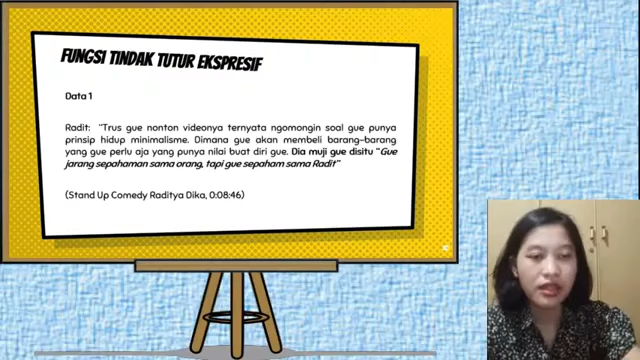 FUNGSI TINDAK TUTUR EKSPRESIF
Data 1
Radit: "Trus gue nonton videonya ternyata ngomongin soal gue punya
prinsip hidup minimalisme. Dimana gue akan membeli barang-barang
yang gue perlu aja yang punya nilai buat diri gue. Dia muji gue disitu "Gue
jarang sepahaman sama orang, tapi gue sepaham sama Radit"
(Stand Up Comedy Raditya Dika, 0:08:46)